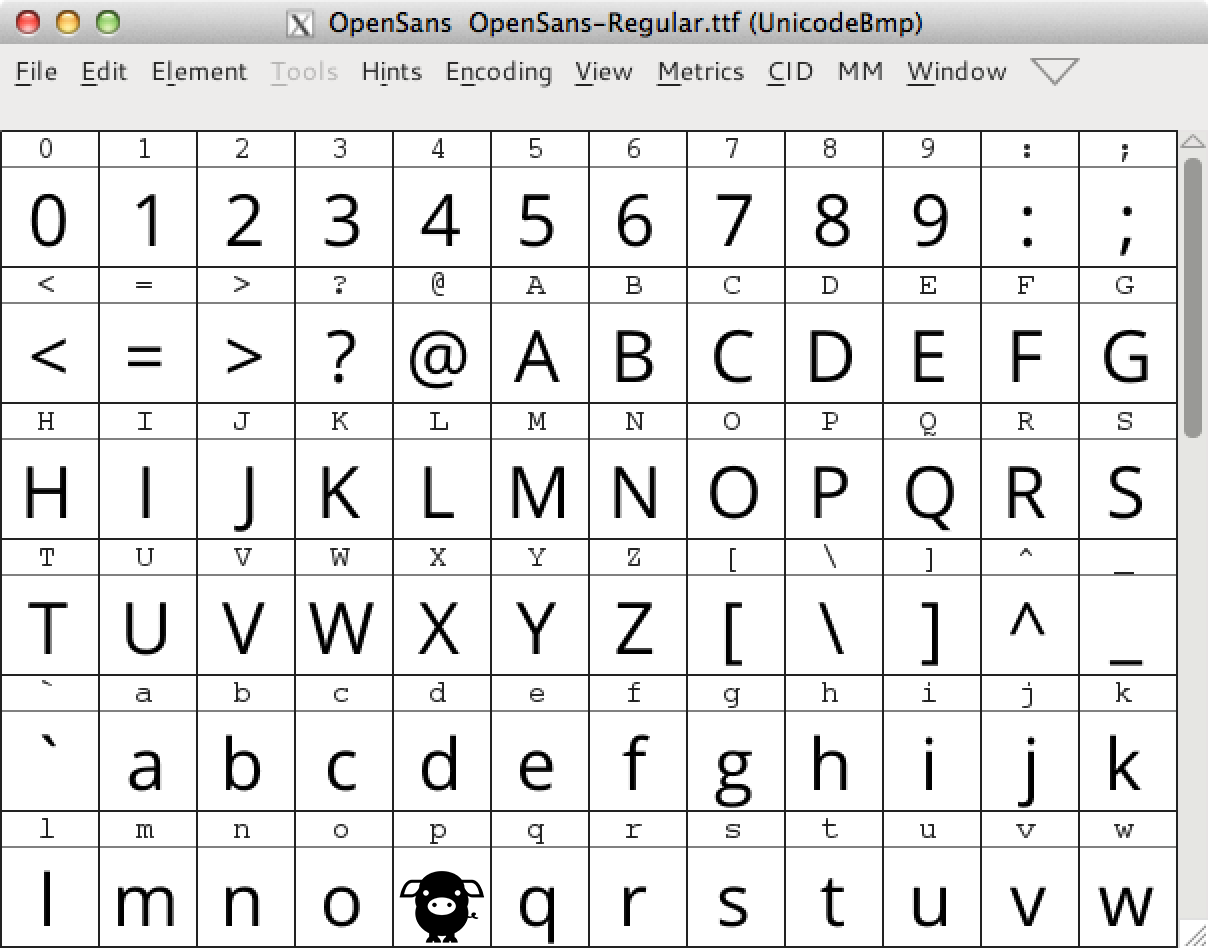 OpenSans OpenSans-Regular.ttf (UnicodeBmp)
File Edit Element Tools Hints Encoding View Metrics CID MM Window
0 1 2 3 4 5 6 7 8 9 : ;
0 1 2 3 4 5 6 7 8 9 : ;
< = > ? @ A B C D E F G
< = > ? @ A B C D E F G
H I J K L M N O P Q R S
H I J K L M N O P Q R S
T U V W X Y Z [ \ ] ^ _
T U V W X Y Z [ \ ] ^ _
` a b c d e f g h i j k
` a b c d e f g h i j k
l m n o p q r s t u v w
l m n o q r s t u v w